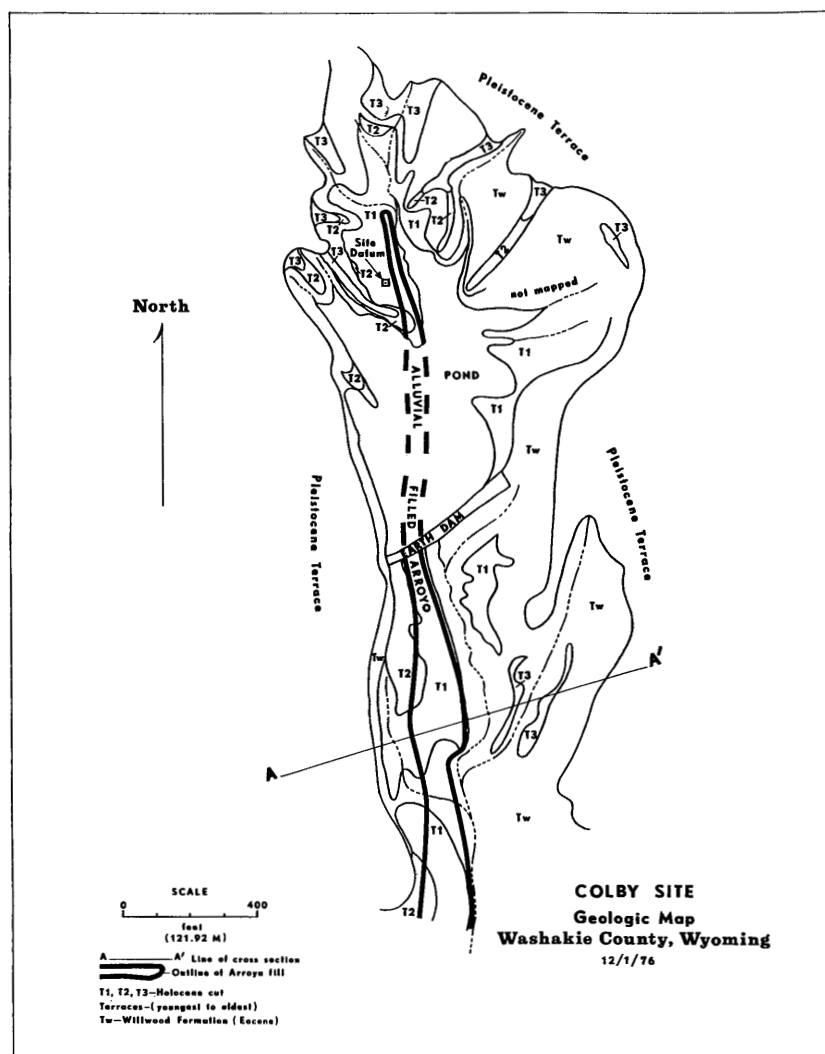 Pleistocene Terrace
T3
T3
T2
T3
T3
T2
T1
T1
T2
Tw
T3
T2
Tw
T3
T3
T2
Site
Datum
T3
T2
T3
T2
not mapped
North
T2
T1
ALLUVIAL
POND
T2
T1
Tw
Pleistocene Terrace
Pleistocene Terrace
FILLED
EARTH DAM
ARROYO
T1
Tw
Tw
T2
T1
T3
A'
T3
A
Tw
T1
T2
SCALE
0 400
feet
(121.92 M)
A A' Line of cross section
Outline of Arroyo fill
T1, T2, T3—Holocene cut
Terraces—(youngest to oldest)
Tw—Willwood Formation (Eocene)
COLBY SITE
Geologic Map
Washakie County, Wyoming
12/1/76